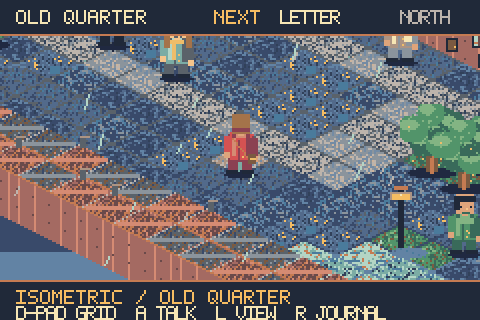 OLD QUARTER NEXT LETTER NORTH
ISOMETRIC / OLD QUARTER
D-PAD GRID A TALK L VIEW R JOURNAL